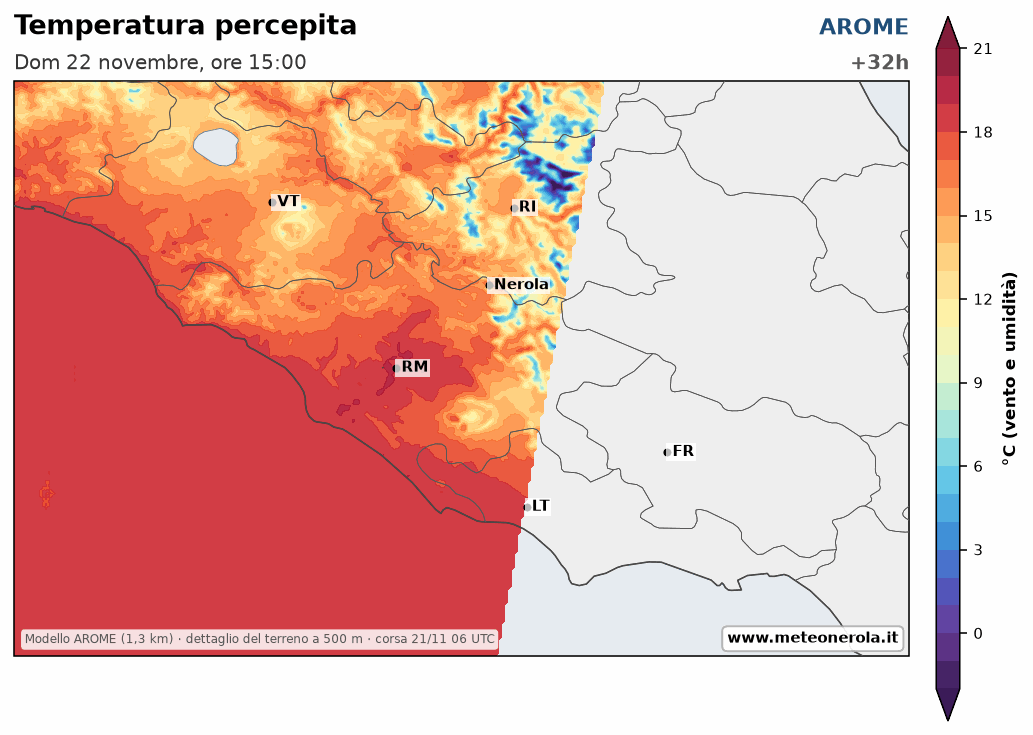 Temperatura percepita
AROME
Dom 22 novembre, ore 15:00
+32h
VT
RI
Nerola
RM
FR
LT
Modello AROME (1,3 km) · dettaglio del terreno a 500 m · corsa 21/11 06 UTC
www.meteonerola.it
21
18
15
12
9
6
3
0
°C (vento e umidità)